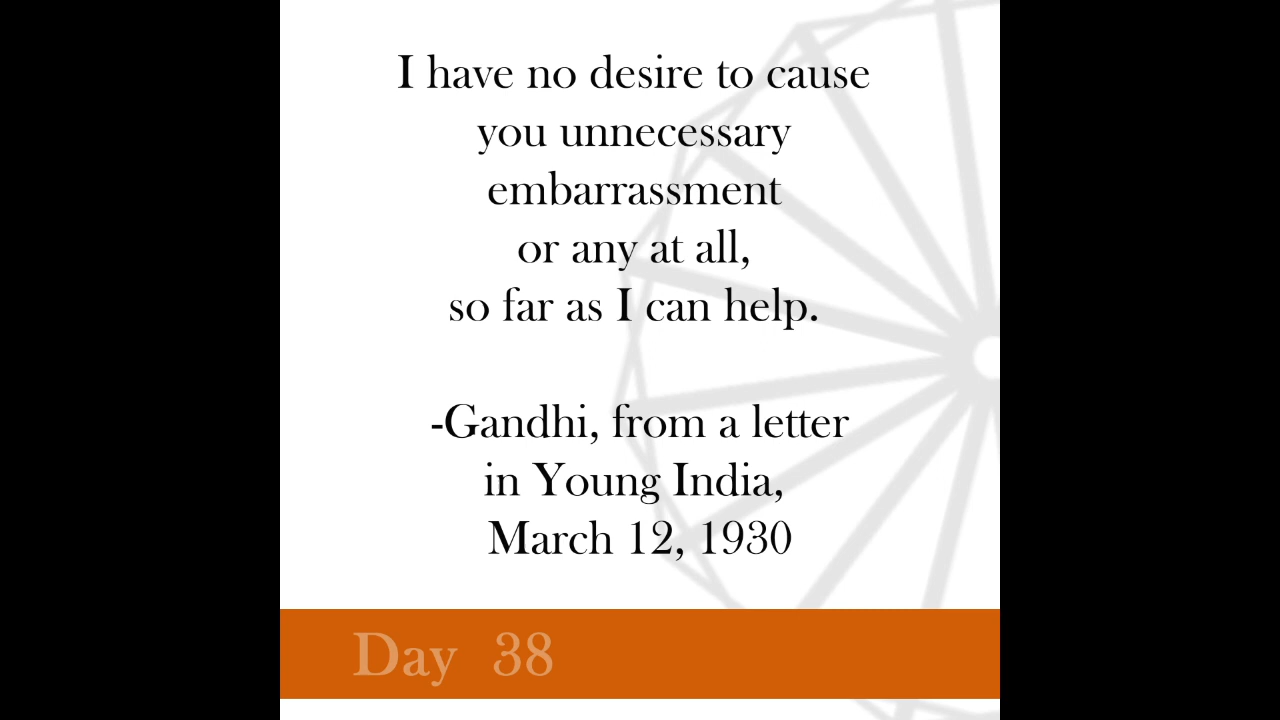 I have no desire to cause
you unnecessary
embarrassment
or any at all,
so far as I can help.
-Gandhi, from a letter
in Young India,
March 12, 1930
Day 38